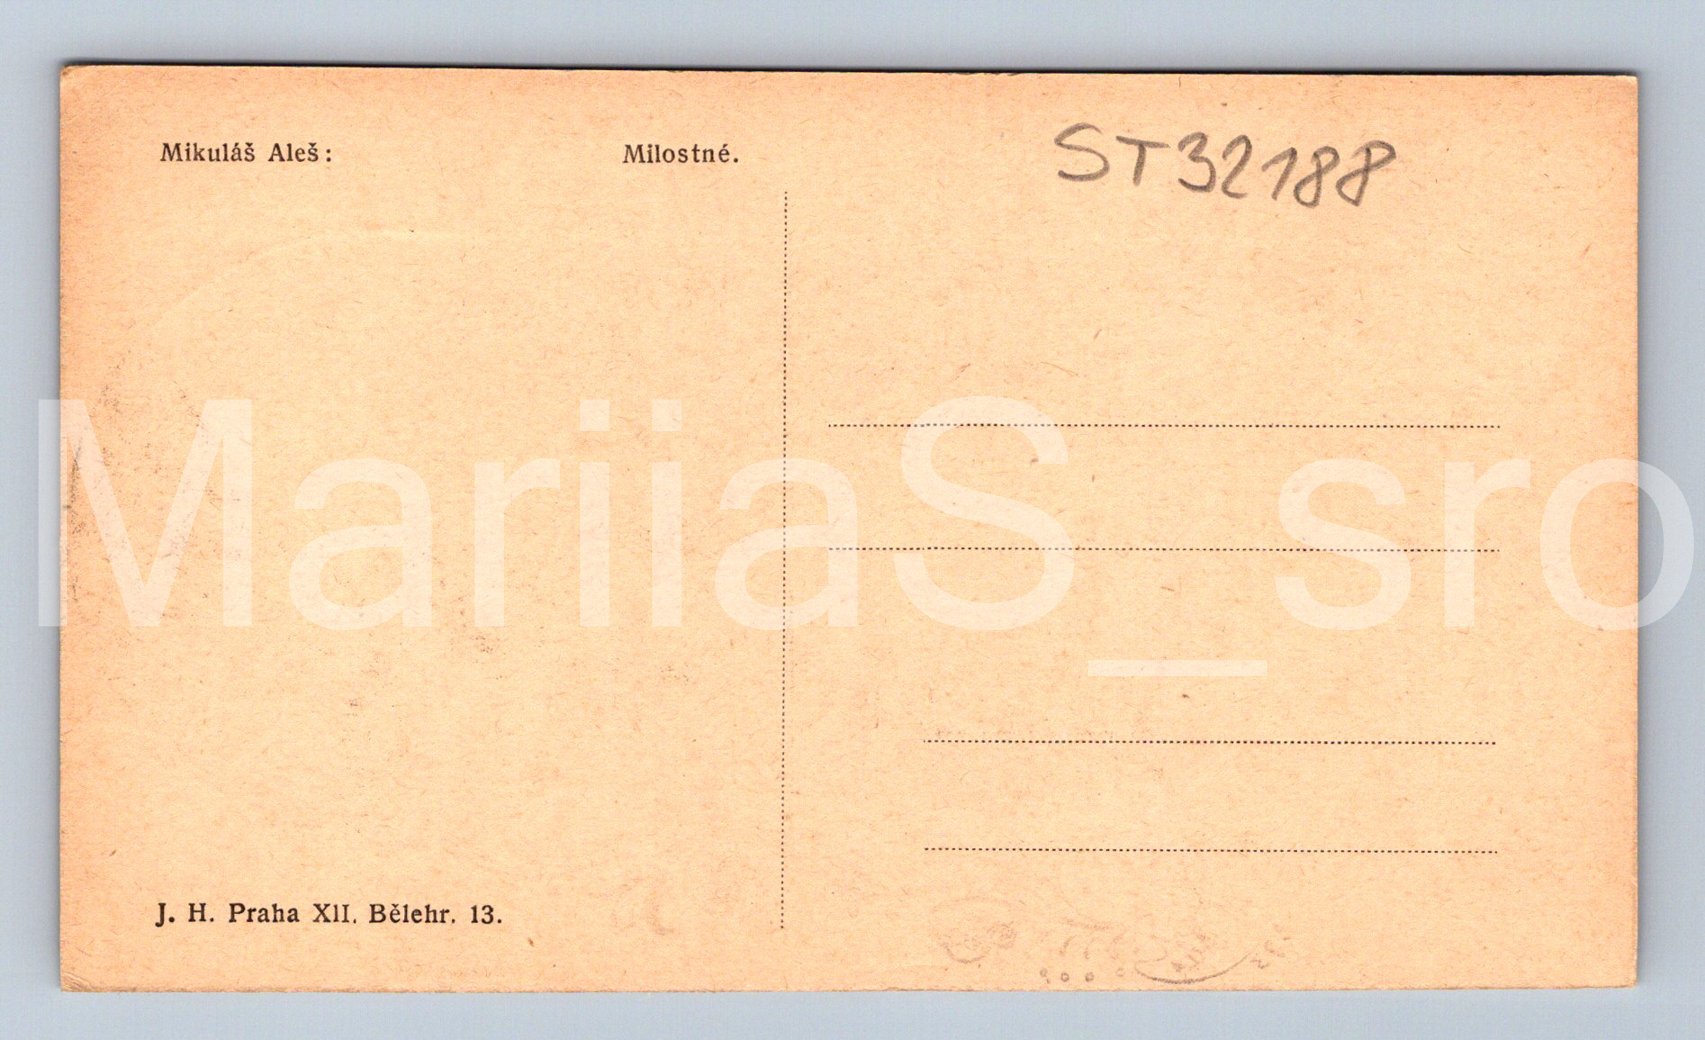 Mikuláš Aleš: Milostné.
ST32188
MariiaS_sro
J. H. Praha XII. Bělehr. 13.